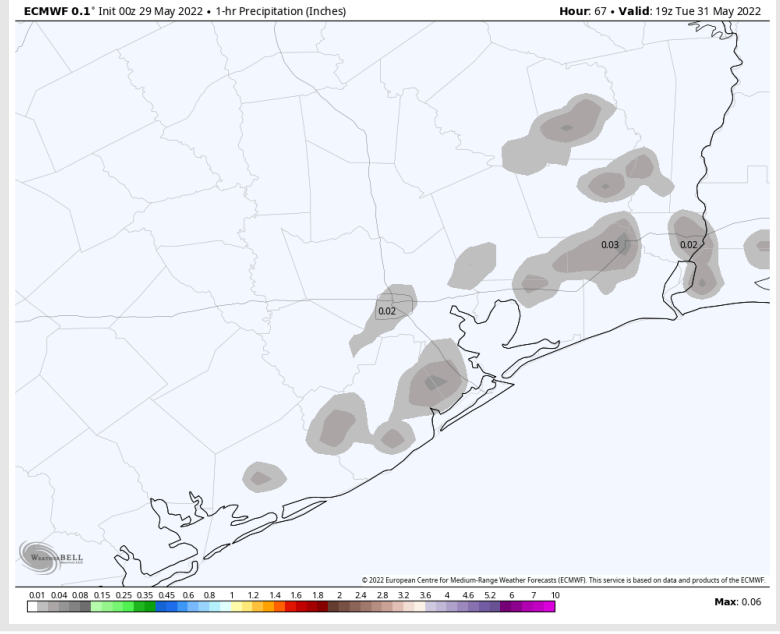 ECMWF 0.1° Init 00z 29 May 2022 • 1-hr Precipitation (Inches) Hour: 67 • Valid: 19z Tue 31 May 2022
0.03 0.02
0.02
WeatherBELL
© 2022 European Centre for Medium-Range Weather Forecasts (ECMWF). This service is based on data and products of the ECMWF.
0.01 0.04 0.08 0.15 0.25 0.35 0.45 0.6 0.8 1 1.2 1.4 1.6 1.8 2 2.4 2.8 3.2 3.6 4 4.6 5.2 6 7 10
Max: 0.06